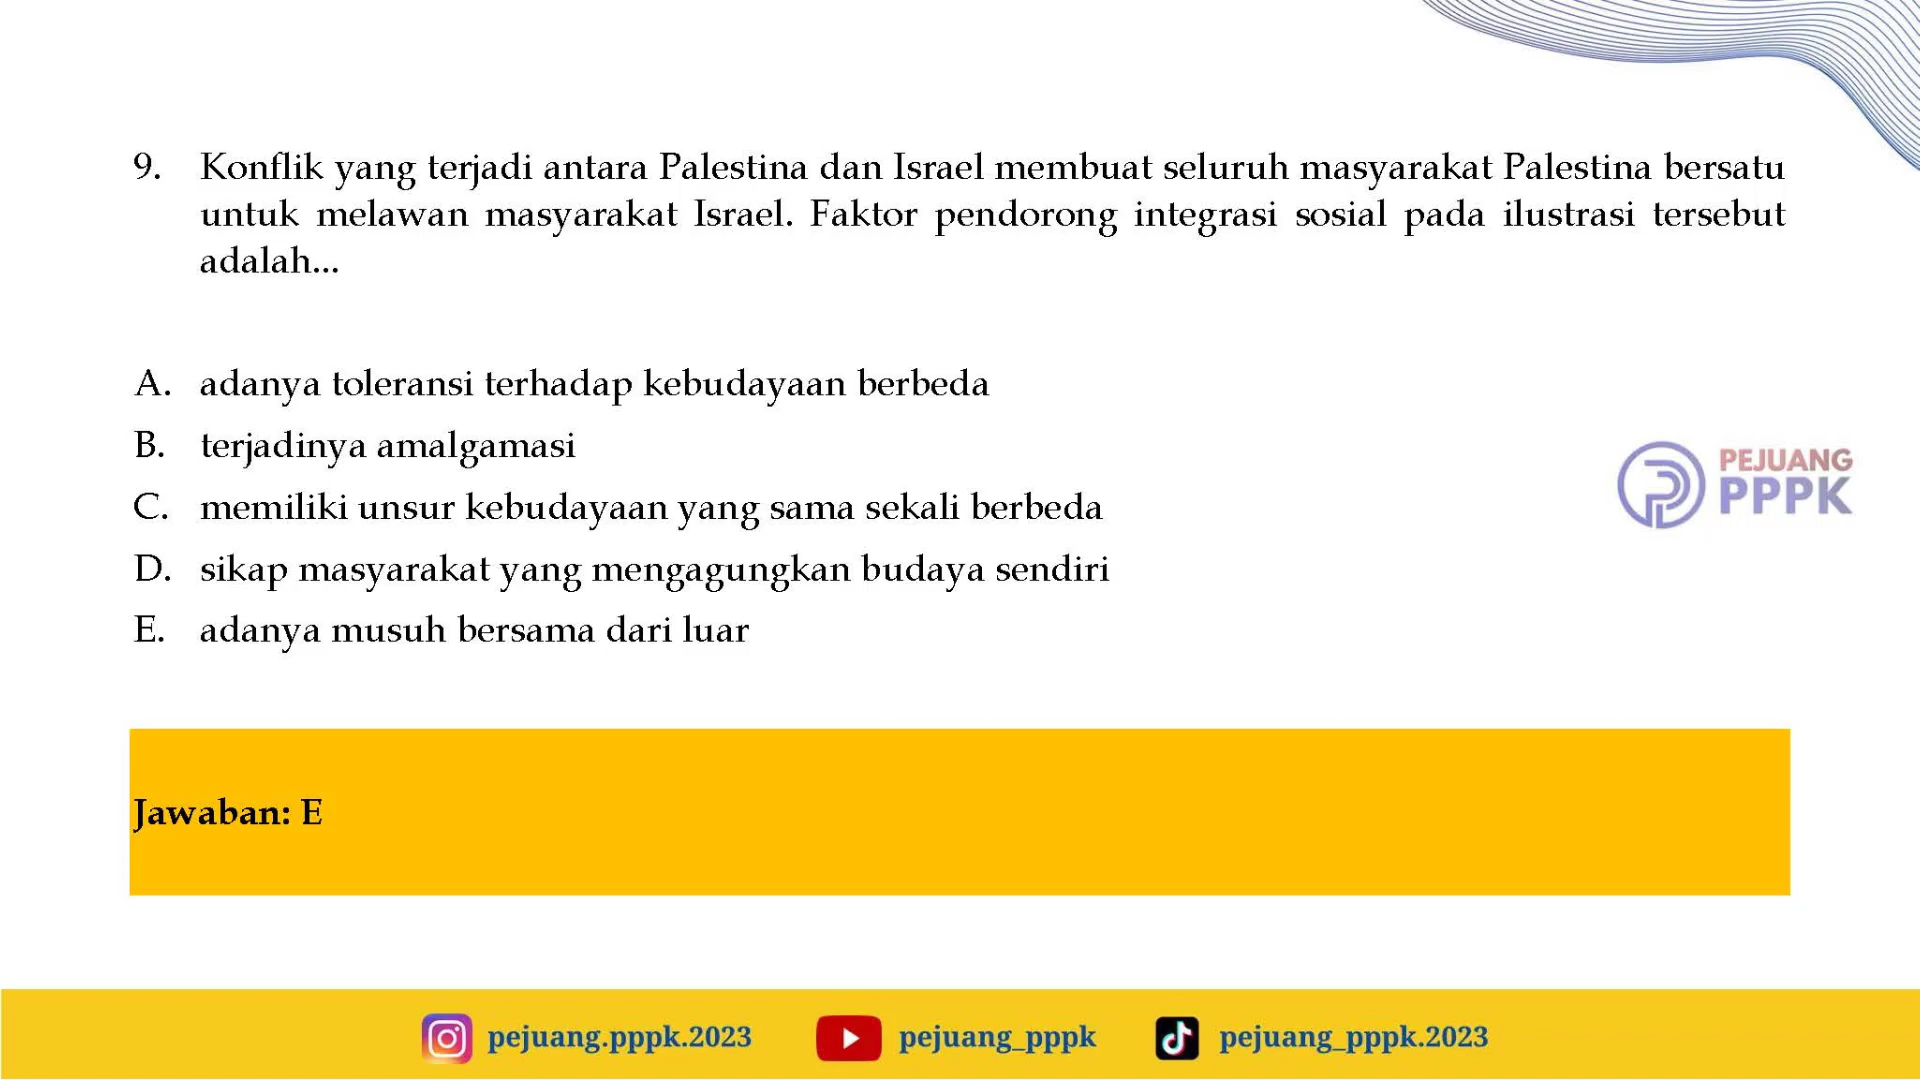 9. Konflik yang terjadi antara Palestina dan Israel membuat seluruh masyarakat Palestina bersatu
untuk melawan masyarakat Israel. Faktor pendorong integrasi sosial pada ilustrasi tersebut
adalah...
A. adanya toleransi terhadap kebudayaan berbeda
B. terjadinya amalgamasi
C. memiliki unsur kebudayaan yang sama sekali berbeda
D. sikap masyarakat yang mengagungkan budaya sendiri
E. adanya musuh bersama dari luar
PEJUANG
PPPK
Jawaban: E
pejuang.pppk.2023 pejuang_pppk pejuang_pppk.2023